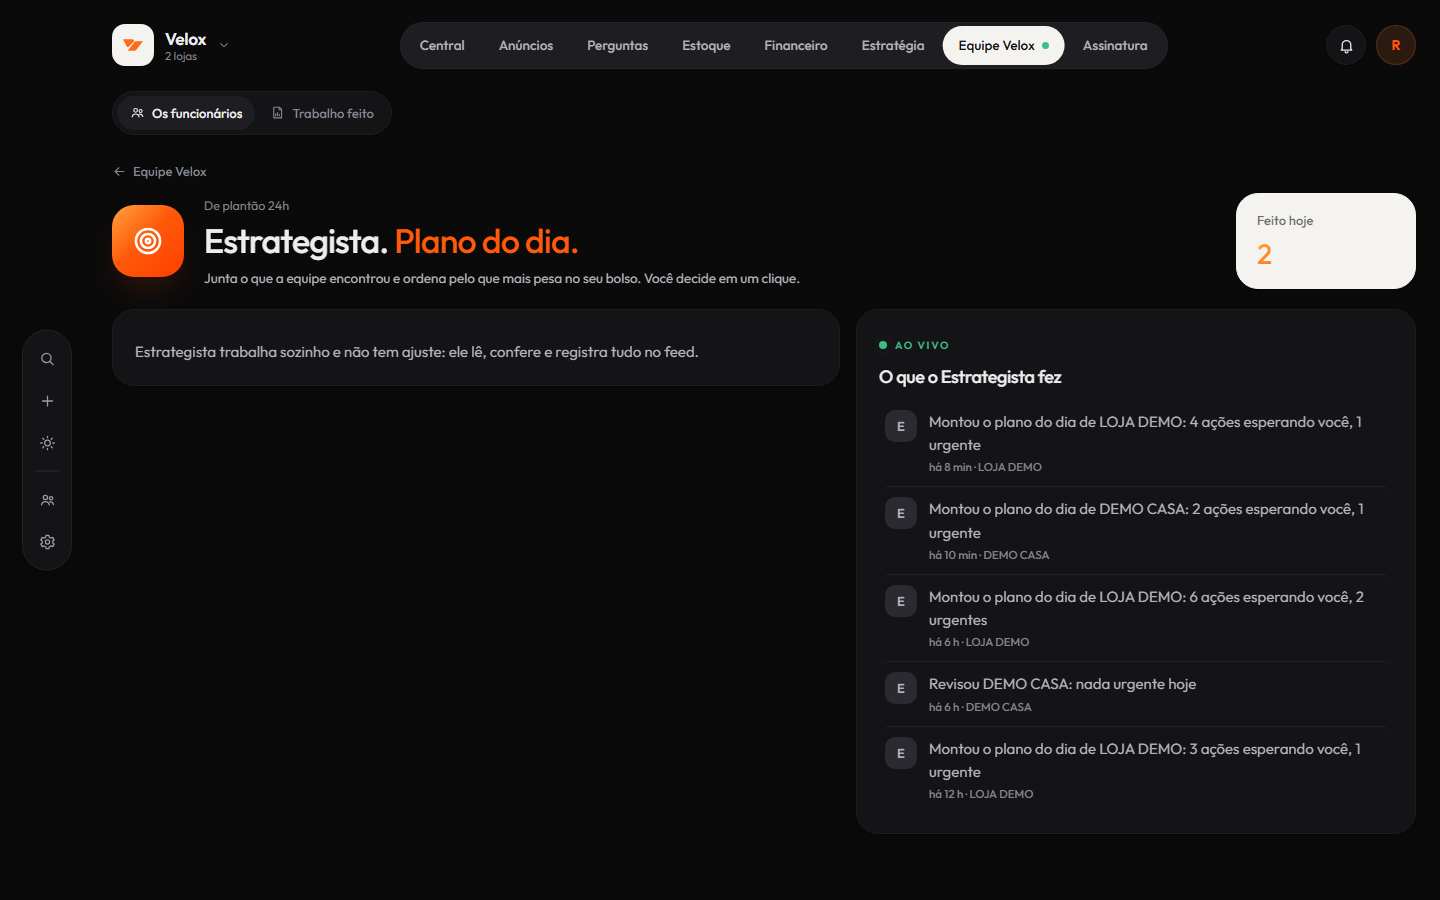 Velox
2 lojas
Central
Anúncios
Perguntas
Estoque
Financeiro
Estratégia
Equipe Velox
Assinatura
R
Os funcionários
Trabalho feito
Equipe Velox
De plantão 24h
Estrategista. Plano do dia.
Junta o que a equipe encontrou e ordena pelo que mais pesa no seu bolso. Você decide em um clique.
Feito hoje
2
Estrategista trabalha sozinho e não tem ajuste: ele lê, confere e registra tudo no feed.
AO VIVO
O que o Estrategista fez
E
Montou o plano do dia de LOJA DEMO: 4 ações esperando você, 1
urgente
há 8 min · LOJA DEMO
E
Montou o plano do dia de DEMO CASA: 2 ações esperando você, 1
urgente
há 10 min · DEMO CASA
E
Montou o plano do dia de LOJA DEMO: 6 ações esperando você, 2
urgentes
há 6 h · LOJA DEMO
E
Revisou DEMO CASA: nada urgente hoje
há 6 h · DEMO CASA
E
Montou o plano do dia de LOJA DEMO: 3 ações esperando você, 1
urgente
há 12 h · LOJA DEMO